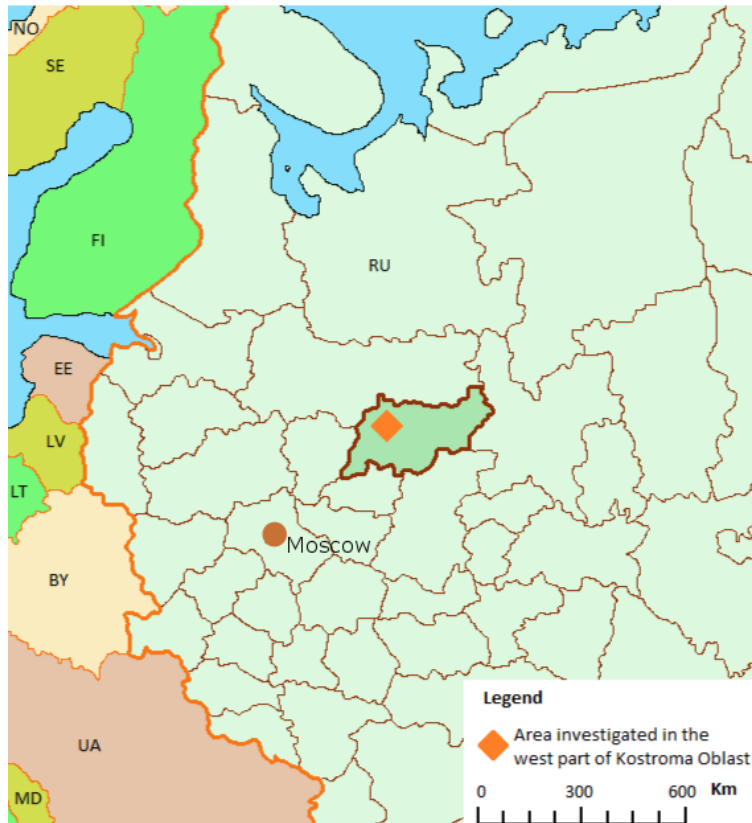 NO
SE
FI
RU
EE
LV
LT
Moscow
BY
UA
MD
Legend
Area investigated in the
west part of Kostroma Oblast
0 300 600 Km